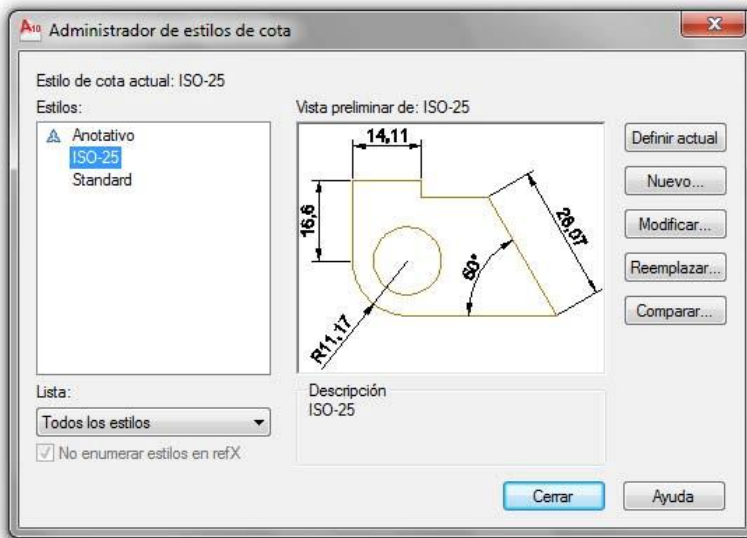 A10 Administrador de estilos de cota
Estilo de cota actual: ISO-25
Estilos:
Anotativo
ISO-25
Standard
Vista preliminar de: ISO-25
14,11
16,6
28,07
60°
R11,17
Definir actual
Nuevo...
Modificar...
Reemplazar...
Comparar...
Lista:
Todos los estilos
No enumerar estilos en refX
Descripción
ISO-25
Cerrar
Ayuda